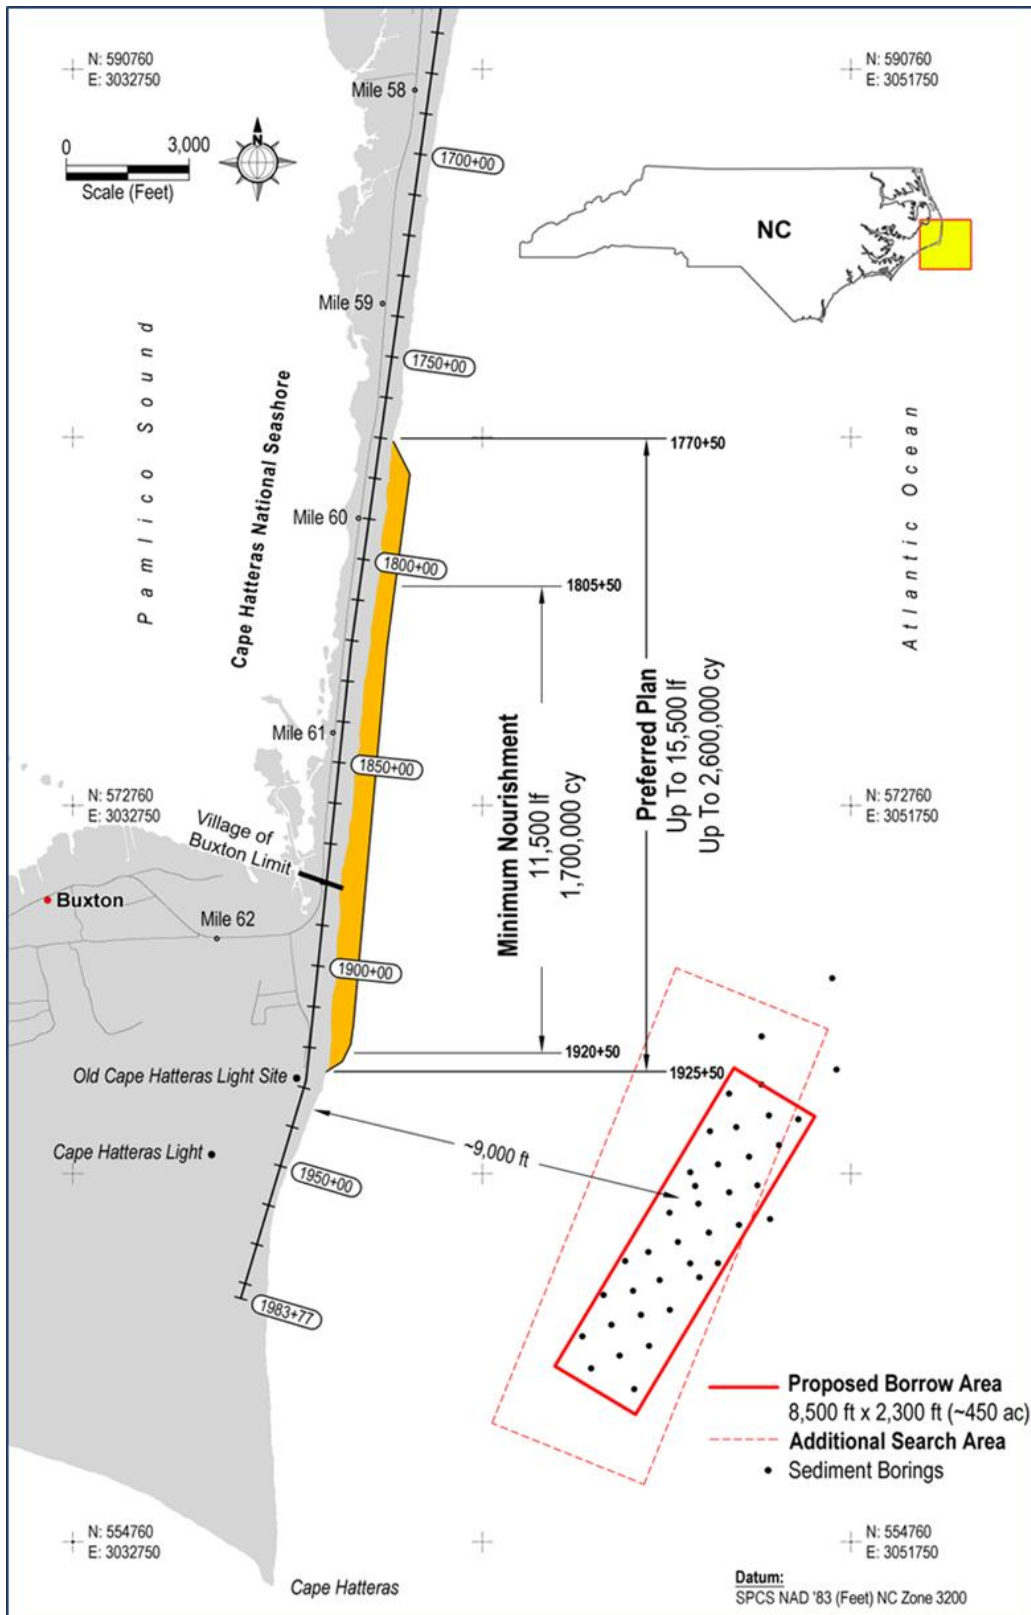 N: 590760
E: 3032750
N: 590760
E: 3051750
Mile 58
0 3,000
Scale (Feet)
N
1700+00
NC
Mile 59
1750+00
Pamlico Sound
Cape Hatteras National Seashore
Atlantic Ocean
1770+50
Mile 60
1800+00
1805+50
Minimum Nourishment
11,500 lf
1,700,000 cy
Preferred Plan
Up To 15,500 lf
Up To 2,600,000 cy
Mile 61
1850+00
N: 572760
E: 3032750
N: 572760
E: 3051750
Village of
Buxton Limit
Buxton
Mile 62
1900+00
1920+50
Old Cape Hatteras Light Site
1925+50
Cape Hatteras Light
~9,000 ft
1950+00
1983+77
Proposed Borrow Area
8,500 ft x 2,300 ft (~450 ac)
Additional Search Area
Sediment Borings
N: 554760
E: 3032750
N: 554760
E: 3051750
Cape Hatteras
Datum:
SPCS NAD '83 (Feet) NC Zone 3200